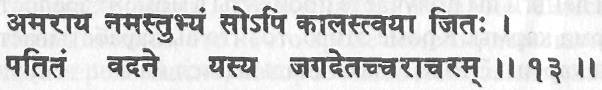 अमराय नमस्तुभ्यं सोऽपि कालस्त्वया जितः ।
पतितं वदने यस्य जगदेतच्चराचरम् ॥ १३ ॥